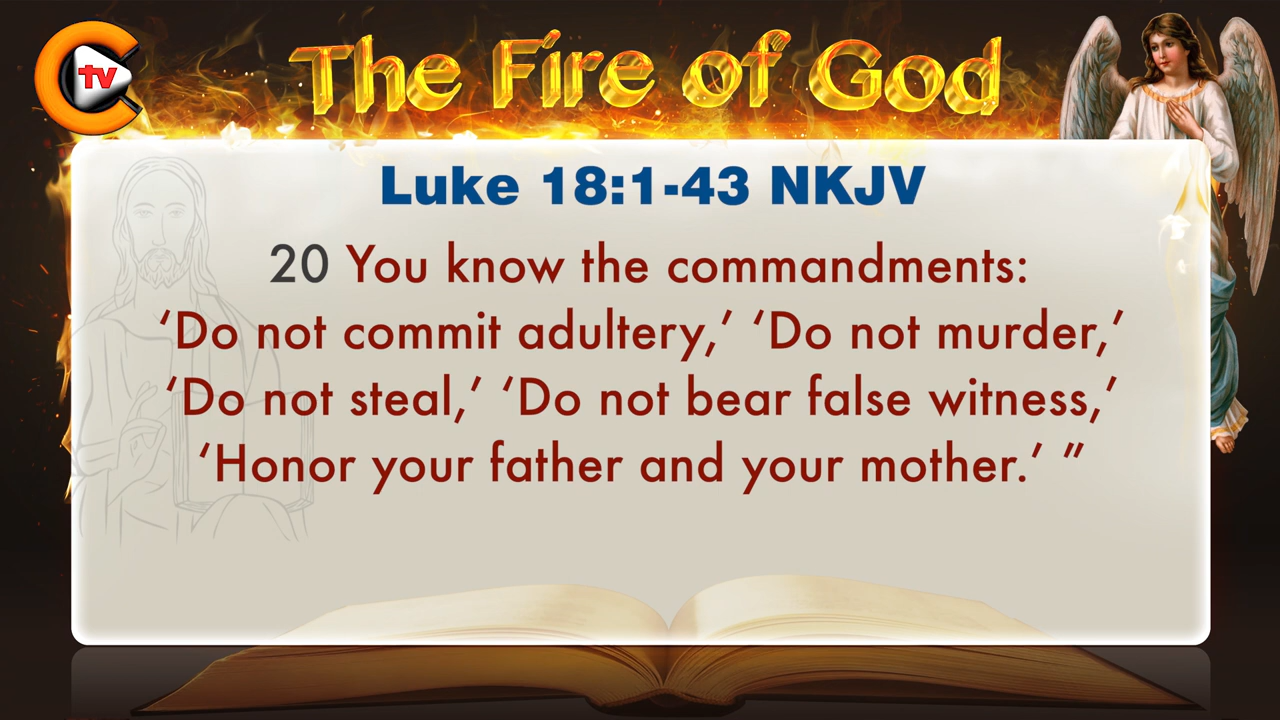 tv
The Fire of God
Luke 18:1-43 NKJV
20 You know the commandments:
‘Do not commit adultery,’ ‘Do not murder,’
‘Do not steal,’ ‘Do not bear false witness,’
‘Honor your father and your mother.’ ”